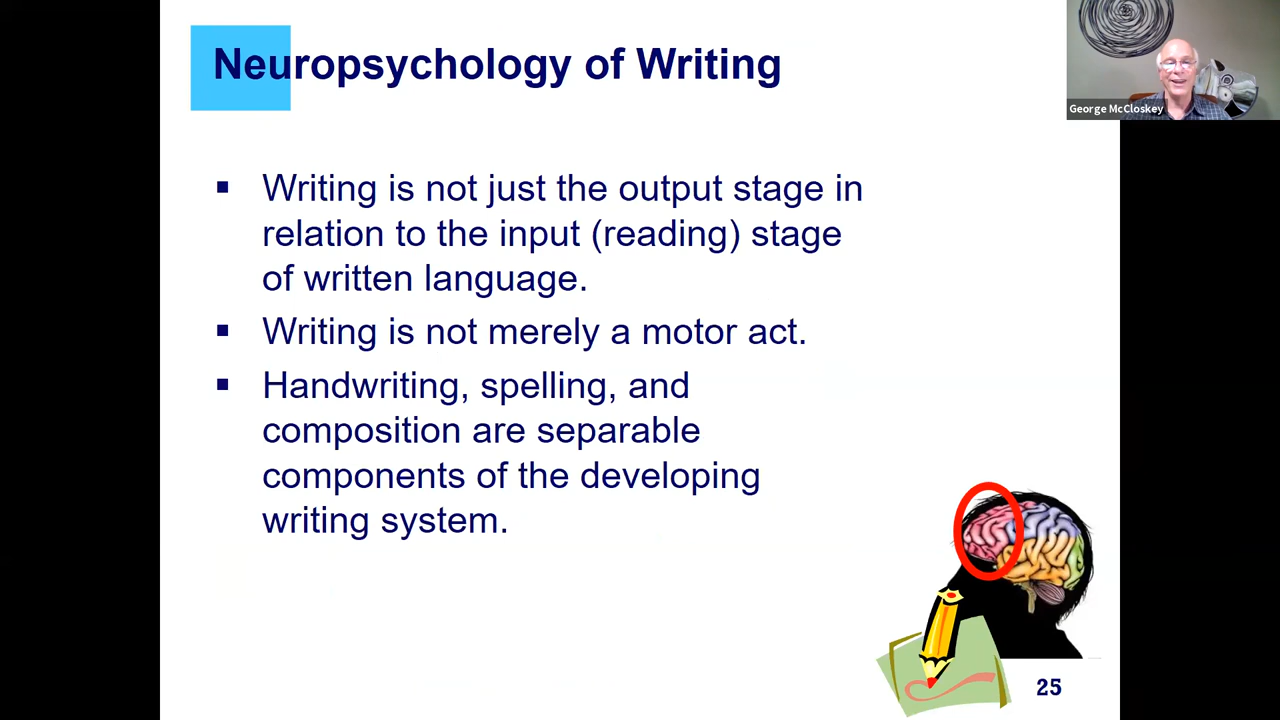 Neuropsychology of Writing
George McCloskey
▪ Writing is not just the output stage in
relation to the input (reading) stage
of written language.
▪ Writing is not merely a motor act.
▪ Handwriting, spelling, and
composition are separable
components of the developing
writing system.
25